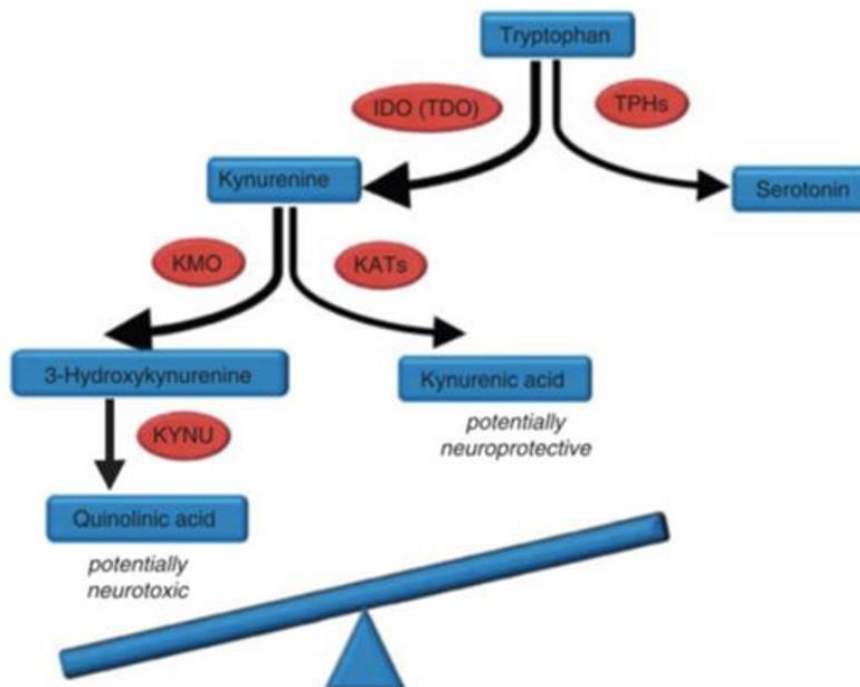 Tryptophan
IDO (TDO)
TPHs
Kynurenine
Serotonin
KMO
KATs
3-Hydroxykynurenine
Kynurenic acid
potentially
neuroprotective
KYNU
Quinolinic acid
potentially
neurotoxic